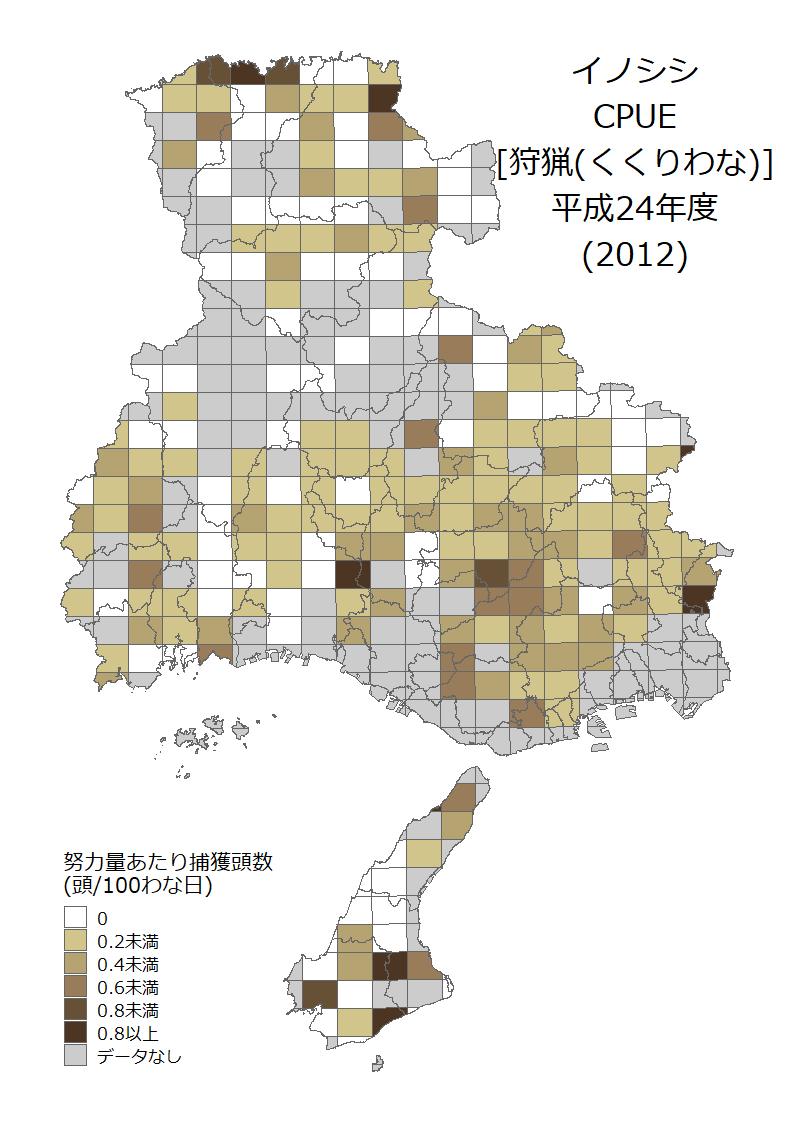 イノシシ
CPUE
[狩猟(くくりわな)]
平成24年度
(2012)
努力量あたり捕獲頭数
(頭/100わな日)
0
0.2未満
0.4未満
0.6未満
0.8未満
0.8以上
データなし